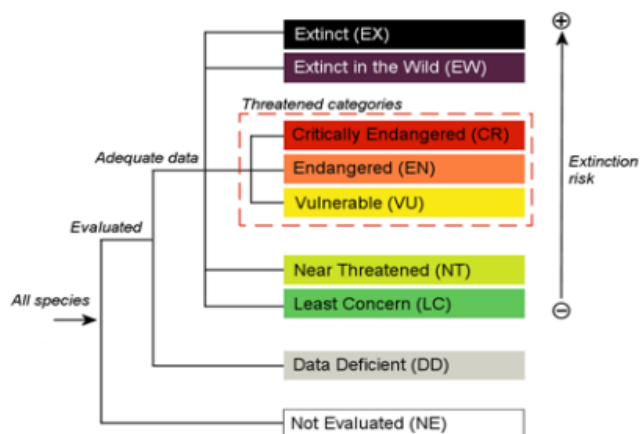 Extinct (EX)
Extinct in the Wild (EW)
Threatened categories
Critically Endangered (CR)
Adequate data
Endangered (EN)
Extinction
risk
Vulnerable (VU)
Evaluated
Near Threatened (NT)
All species
Least Concern (LC)
Data Deficient (DD)
Not Evaluated (NE)